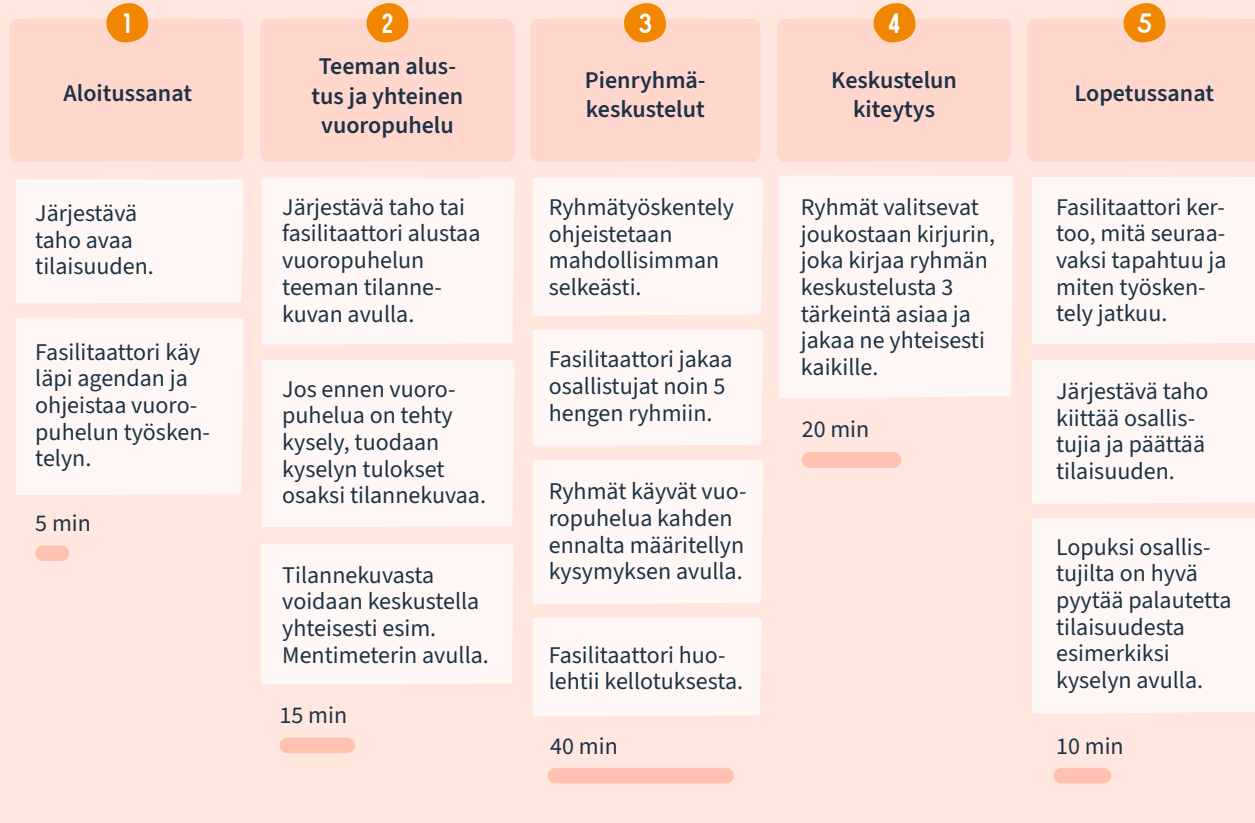 1
Aloitussanat
Järjestävä
taho avaa
tilaisuuden.
Fasilitaattori käy
läpi agendan ja
ohjeistaa vuoro-
puhelun työsken-
telyn.
5 min
2
Teeman alus-
tus ja yhteinen
vuoropuhelu
Järjestävä taho tai
fasilitaattori alustaa
vuoropuhelun
teeman tilanne-
kuvan avulla.
Jos ennen vuoro-
puhelua on tehty
kysely, tuodaan
kyselyn tulokset
osaksi tilannekuvaa.
Tilannekuvasta
voidaan keskustella
yhteisesti esim.
Mentimeterin avulla.
15 min
3
Pienryhmä-
keskustelut
Ryhmätyöskentely
ohjeistetaan
mahdollisimman
selkeästi.
Fasilitaattori jakaa
osallistujat noin 5
hengen ryhmiin.
Ryhmät käyvät vuo-
ropuhelua kahden
ennalta määritellyn
kysymyksen avulla.
Fasilitaattori huo-
lehtii kellotuksesta.
40 min
4
Keskustelun
kiteytys
Ryhmät valitsevat
joukostaan kirjurin,
joka kirjaa ryhmän
keskustelusta 3
tärkeintä asiaa ja
jakaa ne yhteisesti
kaikille.
20 min
5
Lopetussanat
Fasilitaattori ker-
too, mitä seuraa-
vaksi tapahtuu ja
miten työsken-
tely jatkuu.
Järjestävä taho
kiittää osallis-
tujia ja päättää
tilaisuuden.
Lopuksi osallis-
tujilta on hyvä
pyytää palautetta
tilaisuudesta
esimerkiksi
kyselyn avulla.
10 min